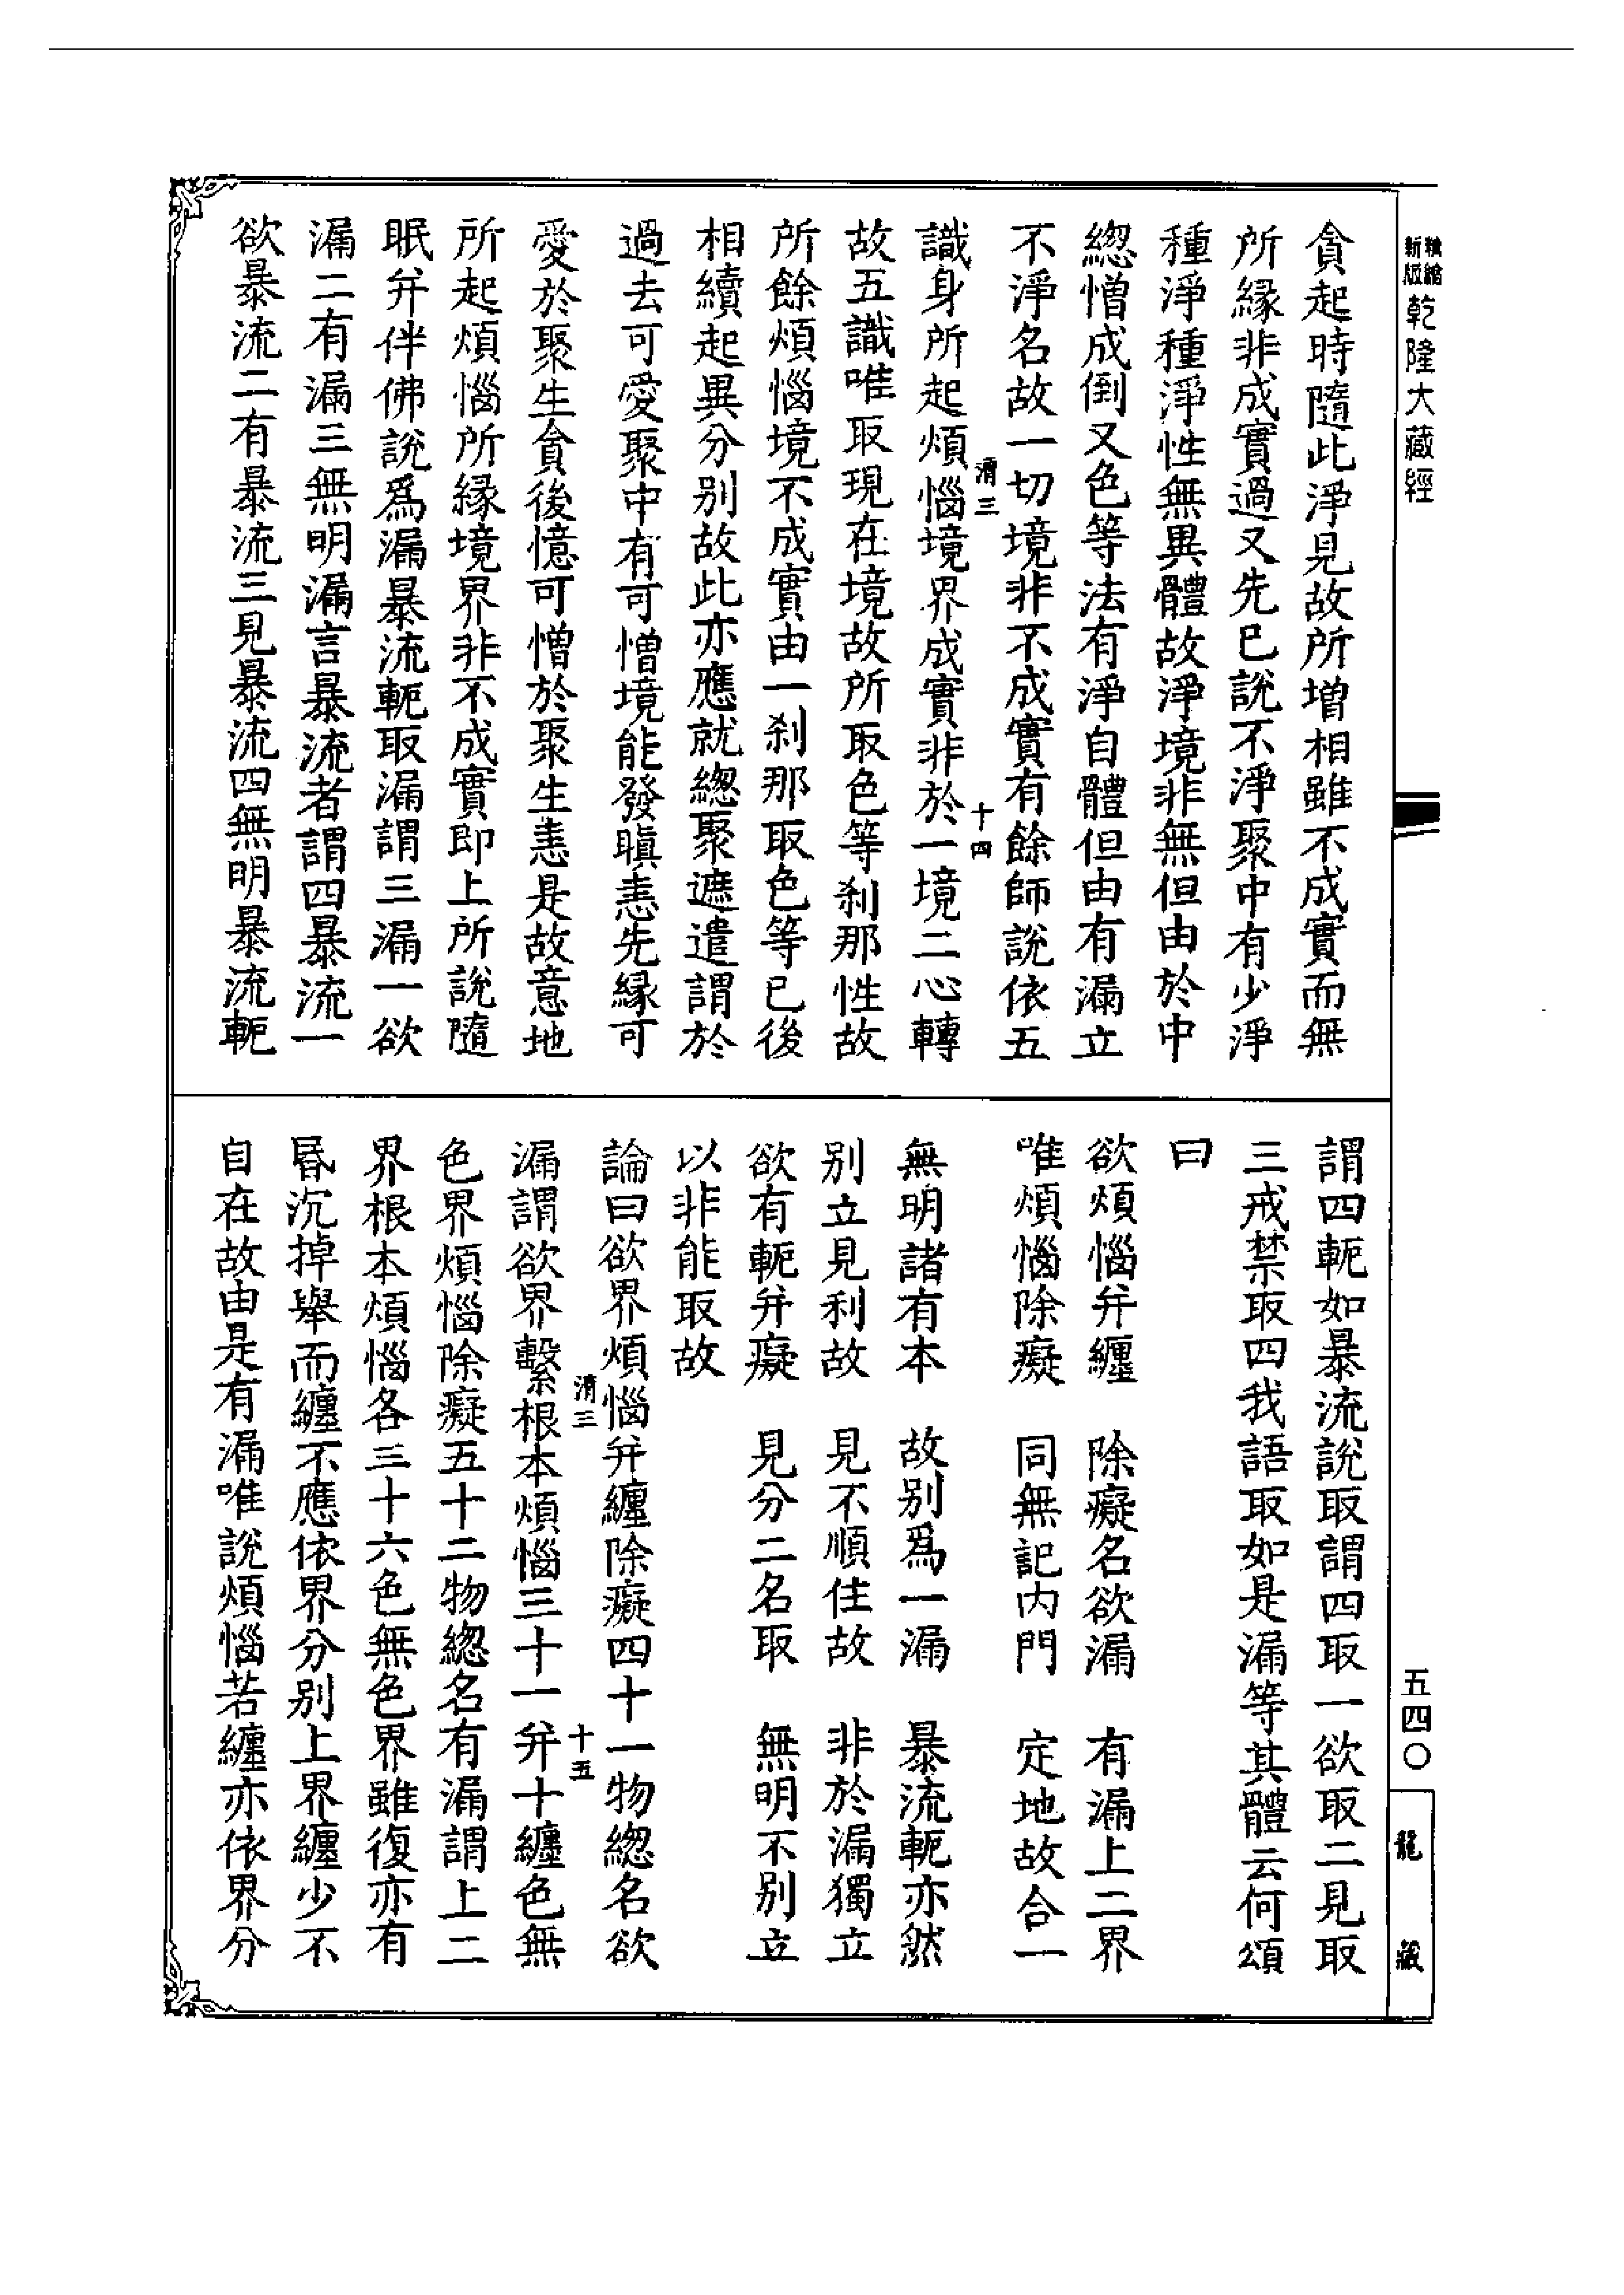 新版
乾隆大藏經
貪起時隨此淨見故所增相雖不成實而無
所緣非成實過又先已說不淨聚中有少淨
種淨種淨性無異體故淨境非無但由於中
緫憎成倒又色等法有淨自體但由有漏立
不淨名故一切境非不成實有餘師說依五
清三
十四
識身所起煩惱境界成實非於一境二心轉
故五識唯取現在境故所取色等刹那性故
所餘煩惱境不成實由一刹那取色等已後
相續起異分别故此亦應就緫聚遮遣謂於
過去可愛聚中有可憎境能發瞋恚先緣可
愛於聚生貪後憶可憎於聚生恚是故意地
所起煩惱所緣境界非不成實即上所說隨
眠并伴佛說爲漏暴流軛取漏謂三漏一欲
漏二有漏三無明漏言暴流者謂四暴流一
欲暴流二有暴流三見暴流四無明暴流軛
謂四軛如暴流說取謂四取一欲取二見取
三戒禁取四我語取如是漏等其體云何頌
曰
欲煩惱并纏　除癡名欲漏　有漏上二界
唯煩惱除癡　同無記内門　定地故合一
無明諸有本　故别爲一漏　暴流軛亦然
别立見利故　見不順住故　非於漏獨立
欲有軛并癡　見分二名取　無明不别立
以非能取故
論曰欲界煩惱并纏除癡四十一物緫名欲
清三
十五
漏謂欲界繫根本煩惱三十一并十纏色無
色界煩惱除癡五十二物緫名有漏謂上二
界根本煩惱各三十六色無色界雖復亦有
昏沉掉舉而纏不應依界分别上界纏少不
自在故由是有漏唯說煩惱若纏亦依界分
五四〇
龍藏